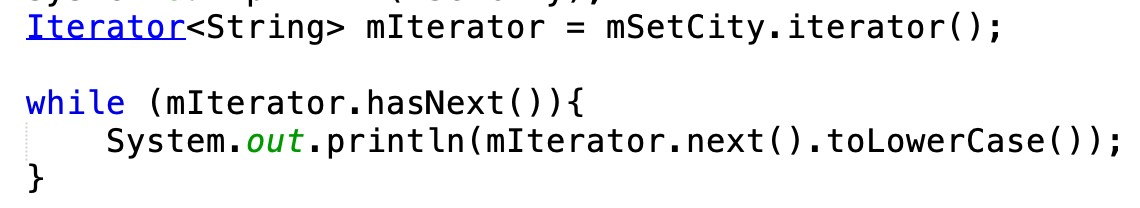 Iterator<String> mIterator = mSetCity.iterator();
while (mIterator.hasNext()){
System.out.println(mIterator.next().toLowerCase());
}